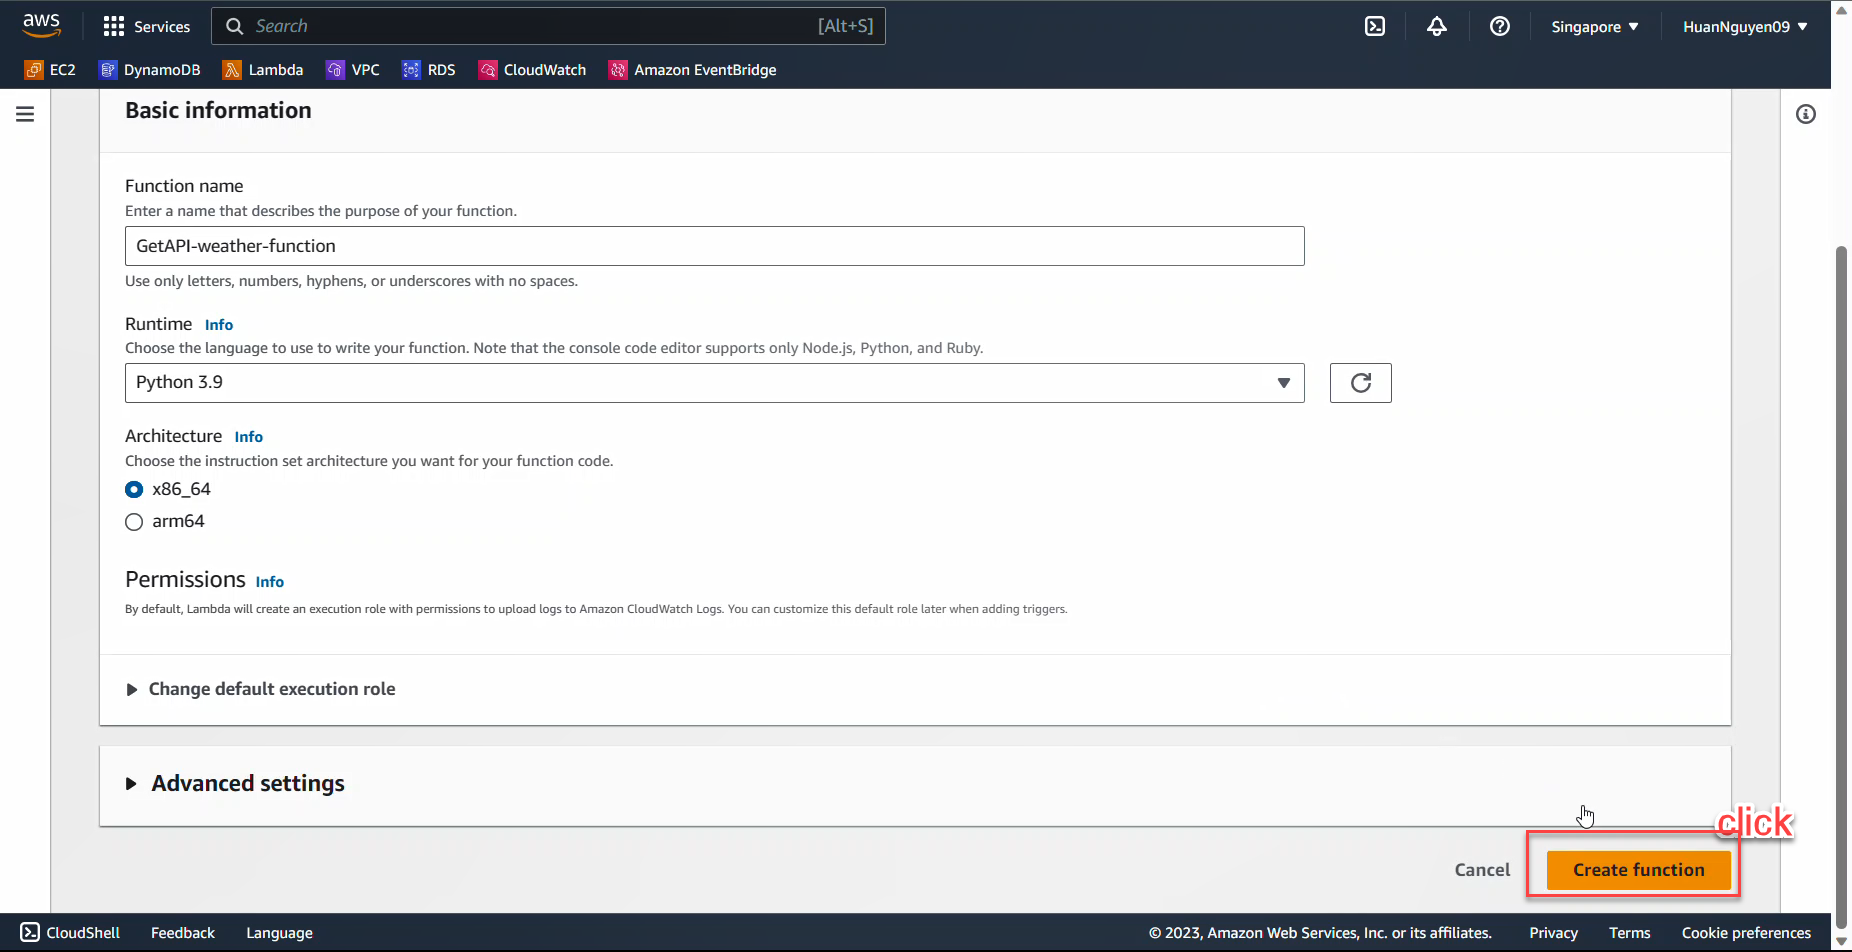 aws Services Search [Alt+S] Singapore HuanNguyen09
EC2 DynamoDB Lambda VPC RDS CloudWatch Amazon EventBridge
Basic information
Function name
Enter a name that describes the purpose of your function.
GetAPI-weather-function
Use only letters, numbers, hyphens, or underscores with no spaces.
Runtime Info
Choose the language to use to write your function. Note that the console code editor supports only Node.js, Python, and Ruby.
Python 3.9
Architecture Info
Choose the instruction set architecture you want for your function code.
x86_64
arm64
Permissions Info
By default, Lambda will create an execution role with permissions to upload logs to Amazon CloudWatch Logs. You can customize this default role later when adding triggers.
Change default execution role
Advanced settings
click
Cancel Create function
CloudShell Feedback Language © 2023, Amazon Web Services, Inc. or its affiliates. Privacy Terms Cookie preferences